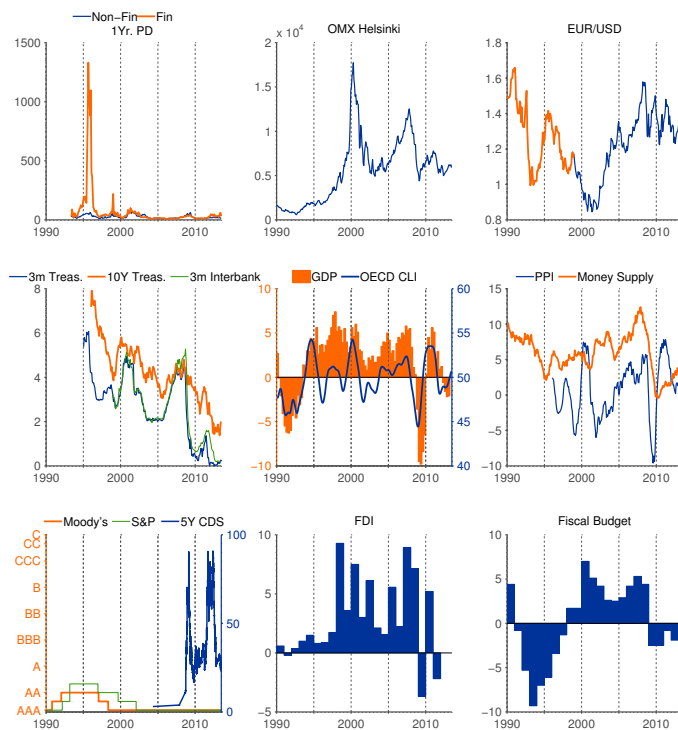 Non-Fin Fin
1Yr. PD
1500
1000
500
0
1990 2000 2010
OMX Helsinki
2 x 10^4
1.5
1
0.5
0
1990 2000 2010
EUR/USD
1.8
1.6
1.4
1.2
1
0.8
1990 2000 2010
3m Treas. 10Y Treas. 3m Interbank
8
6
4
2
0
1990 2000 2010
GDP OECD CLI
10 60
5 55
0 50
−5 45
−10 40
1990 2000 2010
PPI Money Supply
15
10
5
0
−5
−10
1990 2000 2010
Moody's S&P 5Y CDS
C 100
CC
CCC
B
BB 50
BBB
A
AA
AAA 0
1990 2000 2010
FDI
10
5
0
−5
1990 2000 2010
Fiscal Budget
10
5
0
−5
−10
1990 2000 2010